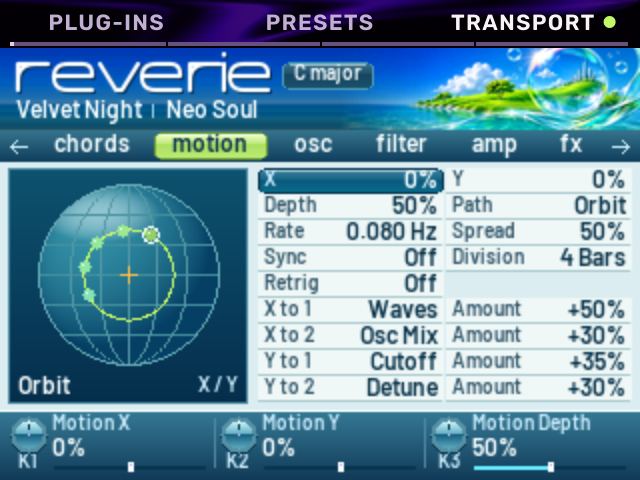 PLUG-INS PRESETS TRANSPORT
reverie C major
Velvet Night | Neo Soul
← chords motion osc filter amp fx →
X 0% Y 0%
Depth 50% Path Orbit
Rate 0.080 Hz Spread 50%
Sync Off Division 4 Bars
Retrig Off
X to 1 Waves Amount +50%
X to 2 Osc Mix Amount +30%
Y to 1 Cutoff Amount +35%
Y to 2 Detune Amount +30%
Orbit X / Y
Motion X Motion Y Motion Depth
0% 0% 50%
K1 K2 K3